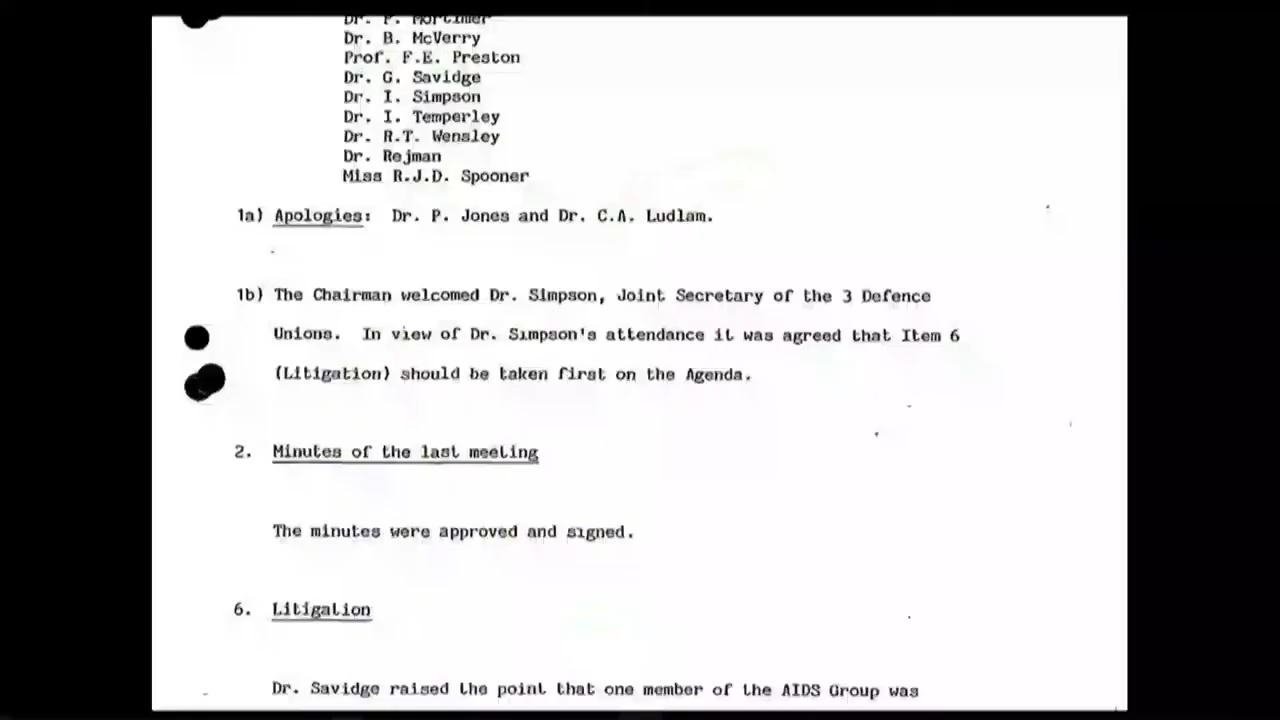 Dr. P. Mortimer
Dr. B. McVerry
Prof. F.E. Preston
Dr. G. Savidge
Dr. I. Simpson
Dr. I. Temperley
Dr. R.T. Wensley
Dr. Rejman
Miss R.J.D. Spooner
1a) Apologies: Dr. P. Jones and Dr. C.A. Ludlam.
1b) The Chairman welcomed Dr. Simpson, Joint Secretary of the 3 Defence
Unions. In view of Dr. Simpson's attendance it was agreed that Item 6
(Litigation) should be taken first on the Agenda.
2. Minutes of the last meeting
The minutes were approved and signed.
6. Litigation
Dr. Savidge raised the point that one member of the AIDS Group was